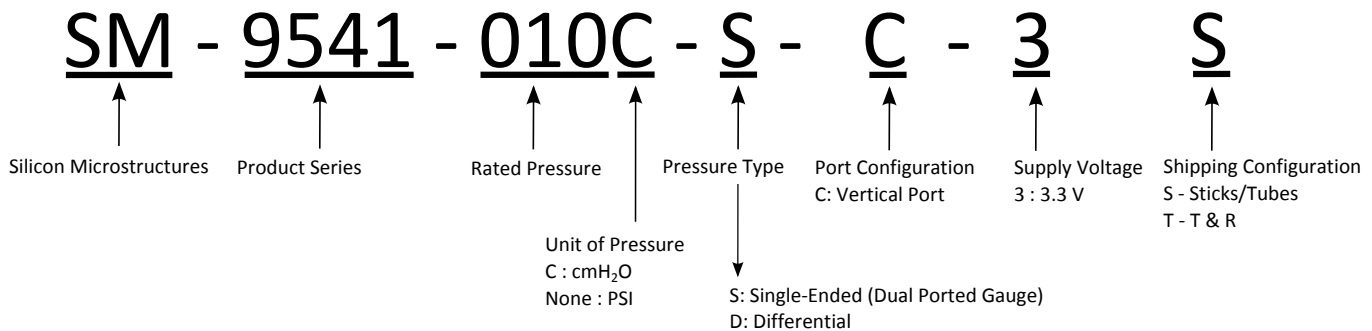 SM - 9541 - 010C - S - C - 3 S
Silicon Microstructures
Product Series
Rated Pressure
Pressure Type
Port Configuration
C: Vertical Port
Supply Voltage
3 : 3.3 V
Shipping Configuration
S - Sticks/Tubes
T - T & R
Unit of Pressure
C : cmH₂O
None : PSI
S: Single-Ended (Dual Ported Gauge)
D: Differential